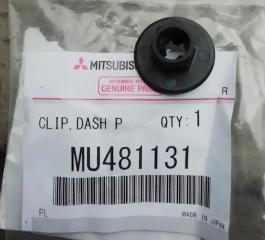 MITSUBIS
GENUINE PAR
R
CLIP, DASH P QTY: 1
MU481131
PL MADE IN JAPAN